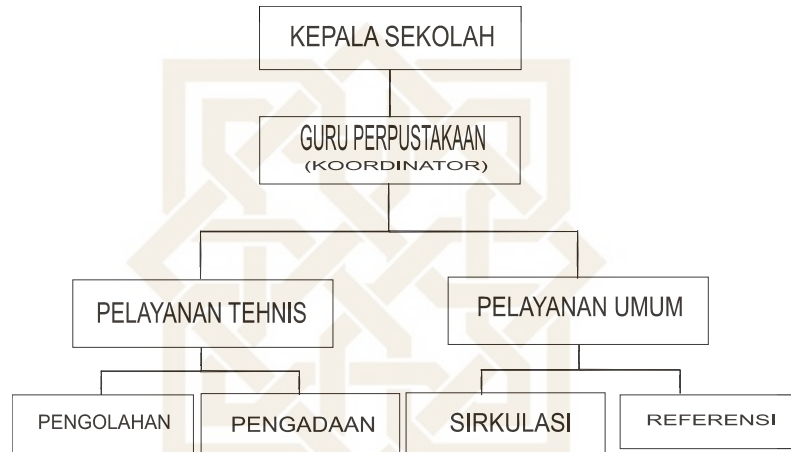 KEPALA SEKOLAH
GURU PERPUSTAKAAN
(KOORDINATOR)
PELAYANAN TEHNIS
PELAYANAN UMUM
PENGOLAHAN
PENGADAAN
SIRKULASI
REFERENSI